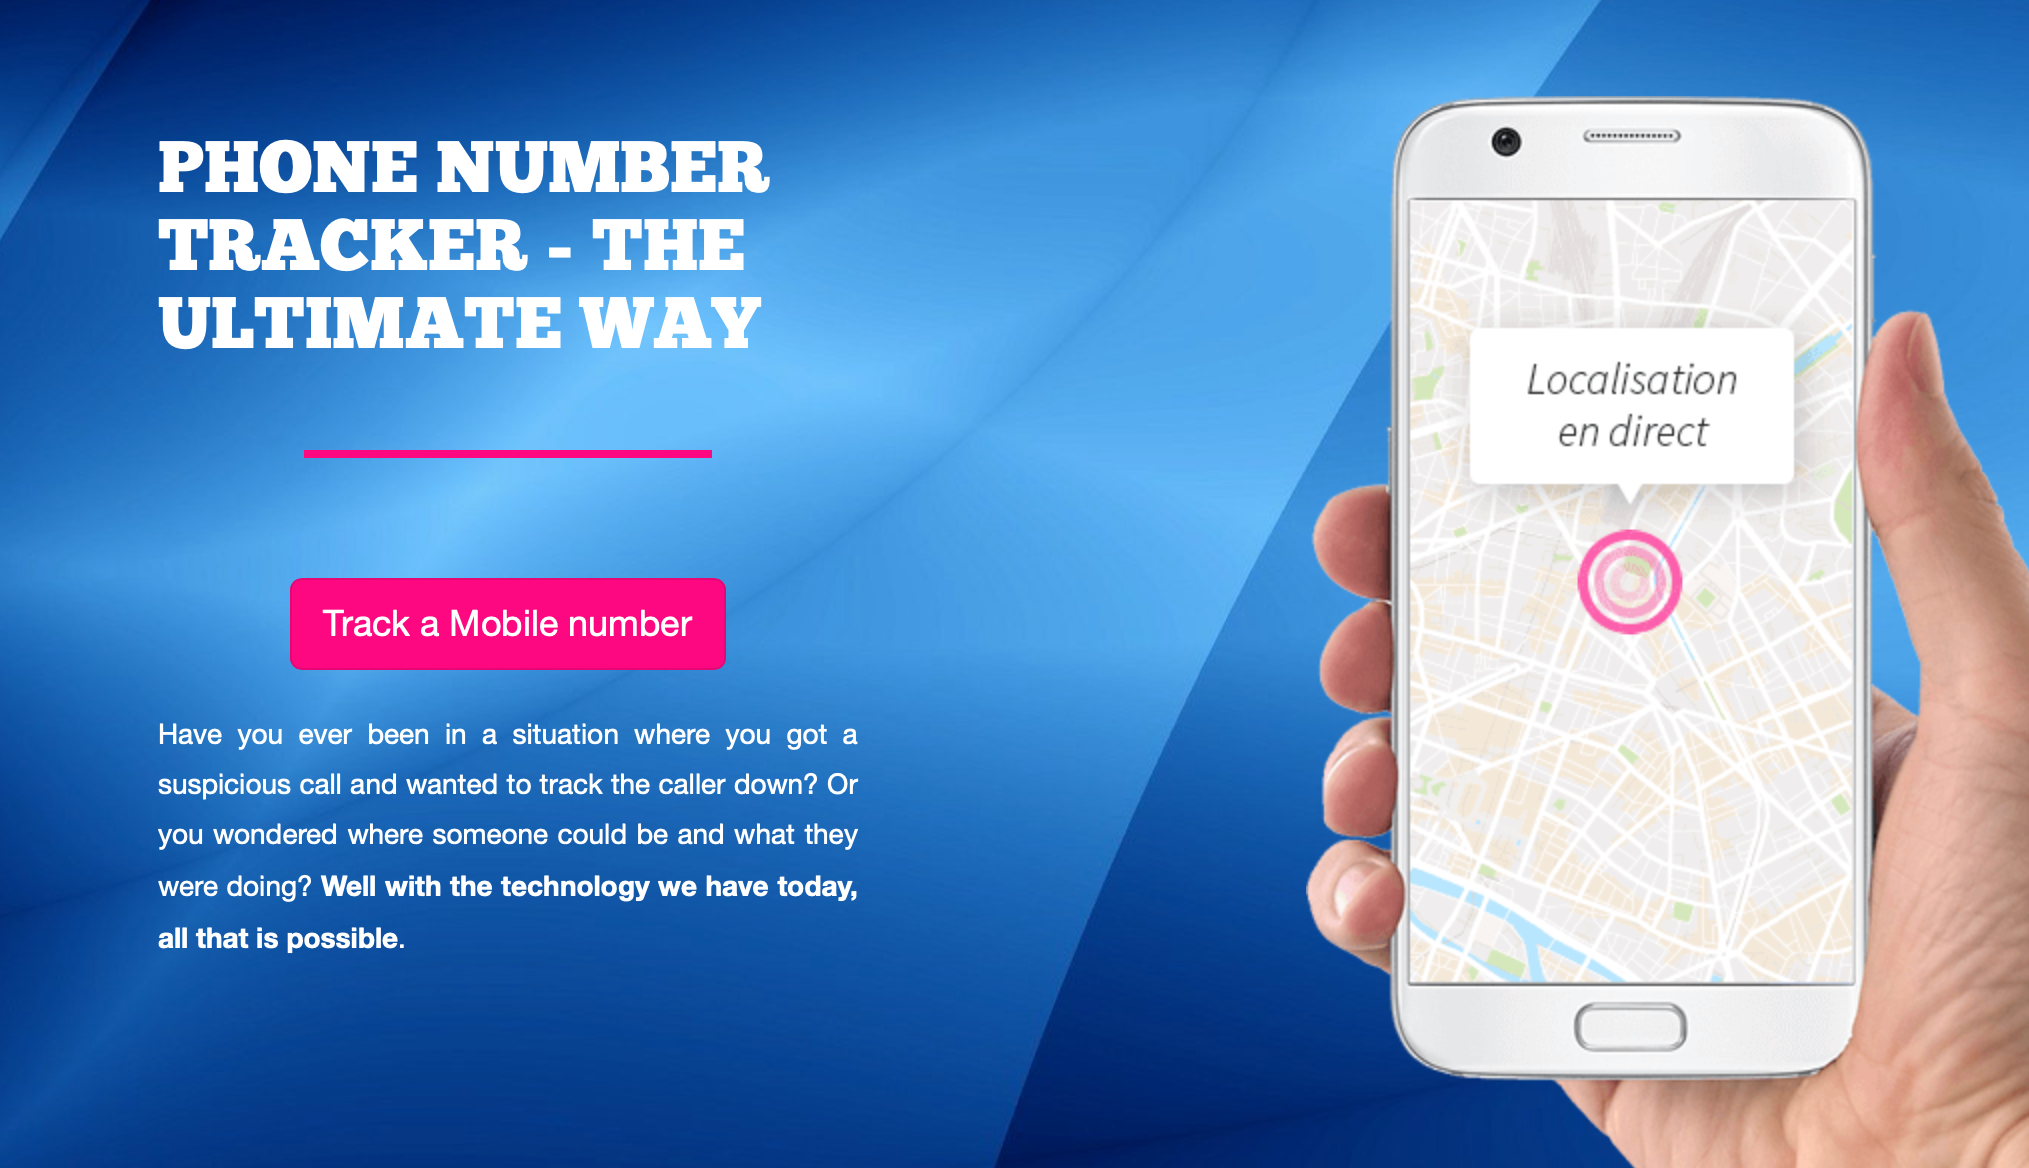 PHONE NUMBER
TRACKER - THE
ULTIMATE WAY
Track a Mobile number
Have you ever been in a situation where you got a
suspicious call and wanted to track the caller down? Or
you wondered where someone could be and what they
were doing? Well with the technology we have today,
all that is possible.
Localisation
en direct